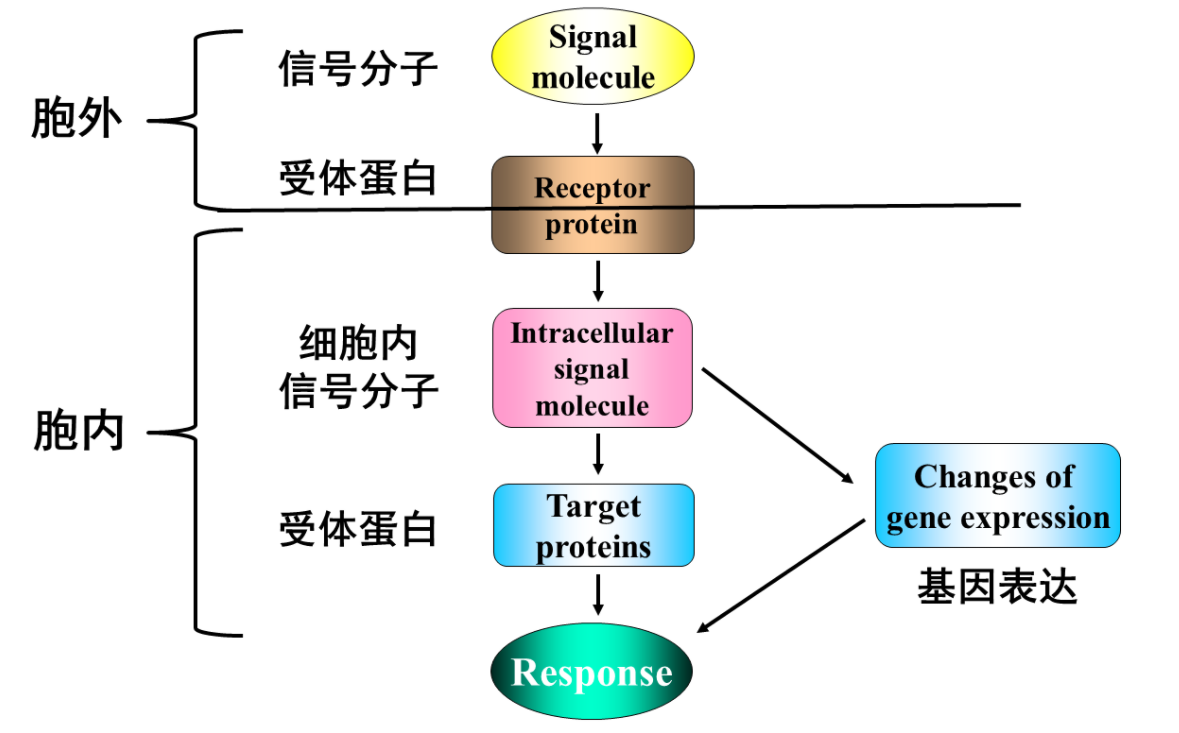 信号分子
Signal
molecule
胞外
受体蛋白
Receptor
protein
细胞内
信号分子
Intracellular
signal
molecule
胞内
受体蛋白
Target
proteins
Changes of
gene expression
基因表达
Response